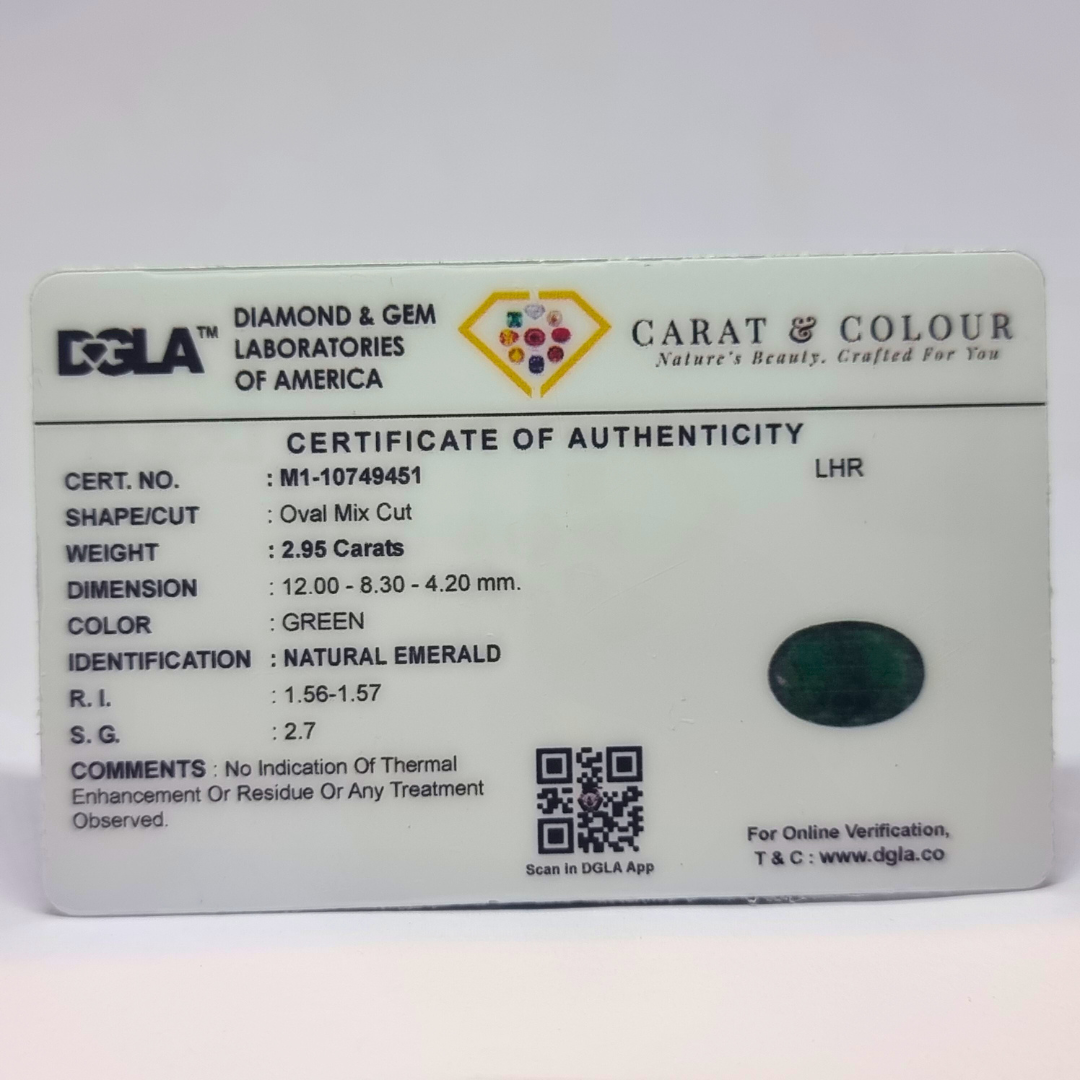 DGLA™
DIAMOND & GEM
LABORATORIES
OF AMERICA
CARAT & COLOUR
Nature's Beauty. Crafted For You
CERTIFICATE OF AUTHENTICITY
LHR
CERT. NO. : M1-10749451
SHAPE/CUT : Oval Mix Cut
WEIGHT : 2.95 Carats
DIMENSION : 12.00 - 8.30 - 4.20 mm.
COLOR : GREEN
IDENTIFICATION : NATURAL EMERALD
R. I. : 1.56-1.57
S. G. : 2.7
COMMENTS : No Indication Of Thermal
Enhancement Or Residue Or Any Treatment
Observed.
Scan in DGLA App
For Online Verification,
T & C : www.dgla.co